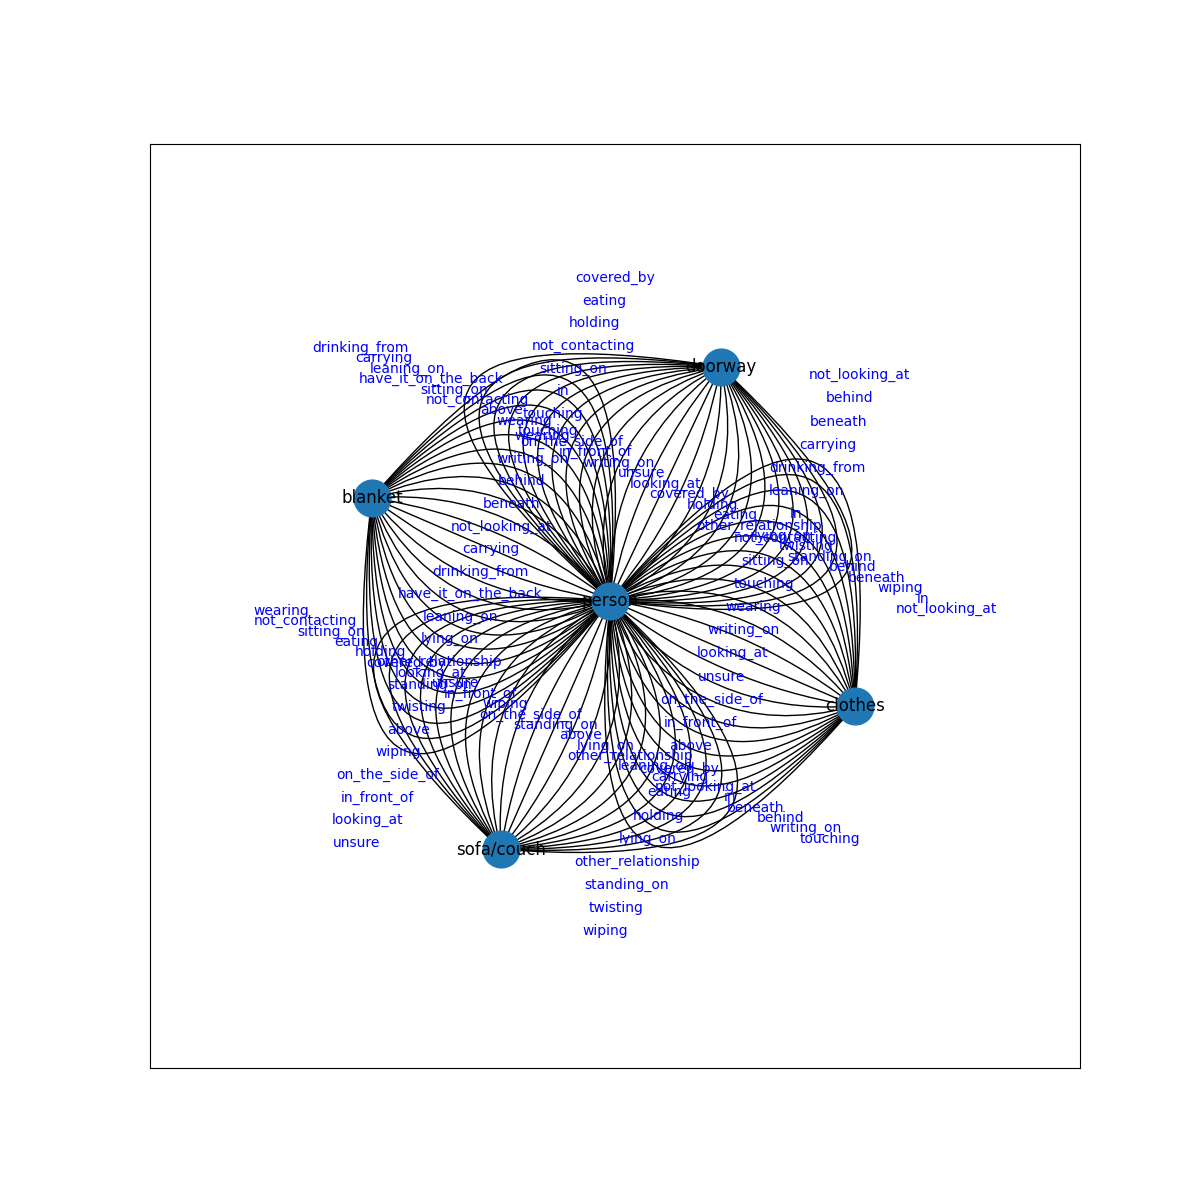 covered_by
eating
holding
not_contacting
sitting_on
in
touching
wearing
on_the_side_of
in_front_of
writing_on
unsure
looking_at
covered_by
holding
eating
other_relationship
drinking_from
carrying
leaning_on
have_it_on_the_back
sitting_on
not_contacting
above
wearing
touching
writing_on
behind
beneath
not_looking_at
carrying
drinking_from
have_it_on_the_back
leaning_on
lying_on
other_relationship
doorway
blanket
person
clothes
sofa/couch
not_looking_at
behind
beneath
carrying
drinking_from
leaning_on
in
not_contacting
lying_on
twisting
standing_on
behind
beneath
wiping
in
not_looking_at
sitting_on
touching
wearing
writing_on
looking_at
unsure
on_the_side_of
in_front_of
above
covered_by
eating
holding
lying_on
other_relationship
standing_on
twisting
wiping
wearing
not_contacting
sitting_on
eating
holding
covered_by
looking_at
unsure
standing_on
in_front_of
wiping
on_the_side_of
standing_on
above
lying_on
other_relationship
leaning_on
carrying
not_looking_at
in
beneath
behind
writing_on
touching
twisting
above
wiping
on_the_side_of
in_front_of
looking_at
unsure